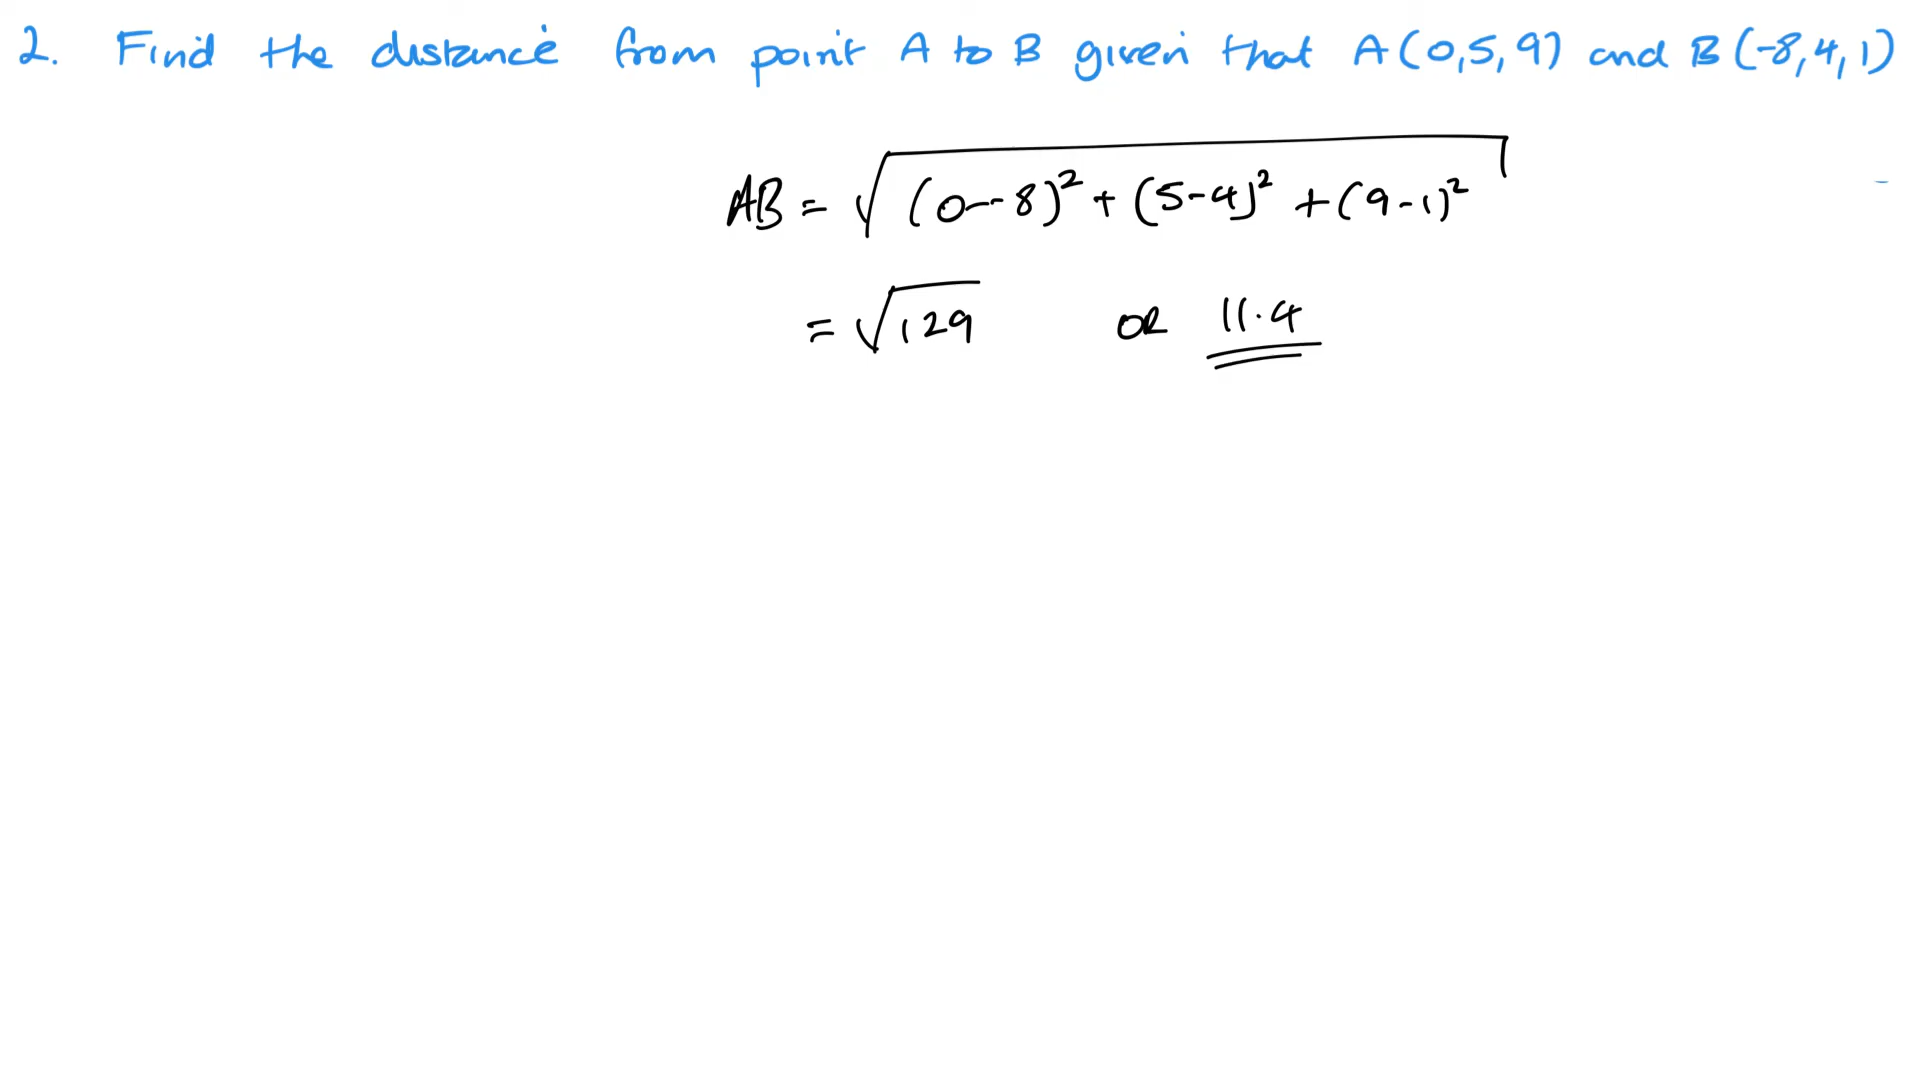 2. Find the distance from point A to B given that A(0,5,9) and B(-8,4,1)
AB = √(0--8)² + (5-4)² + (9-1)²
= √129 OR 11.4